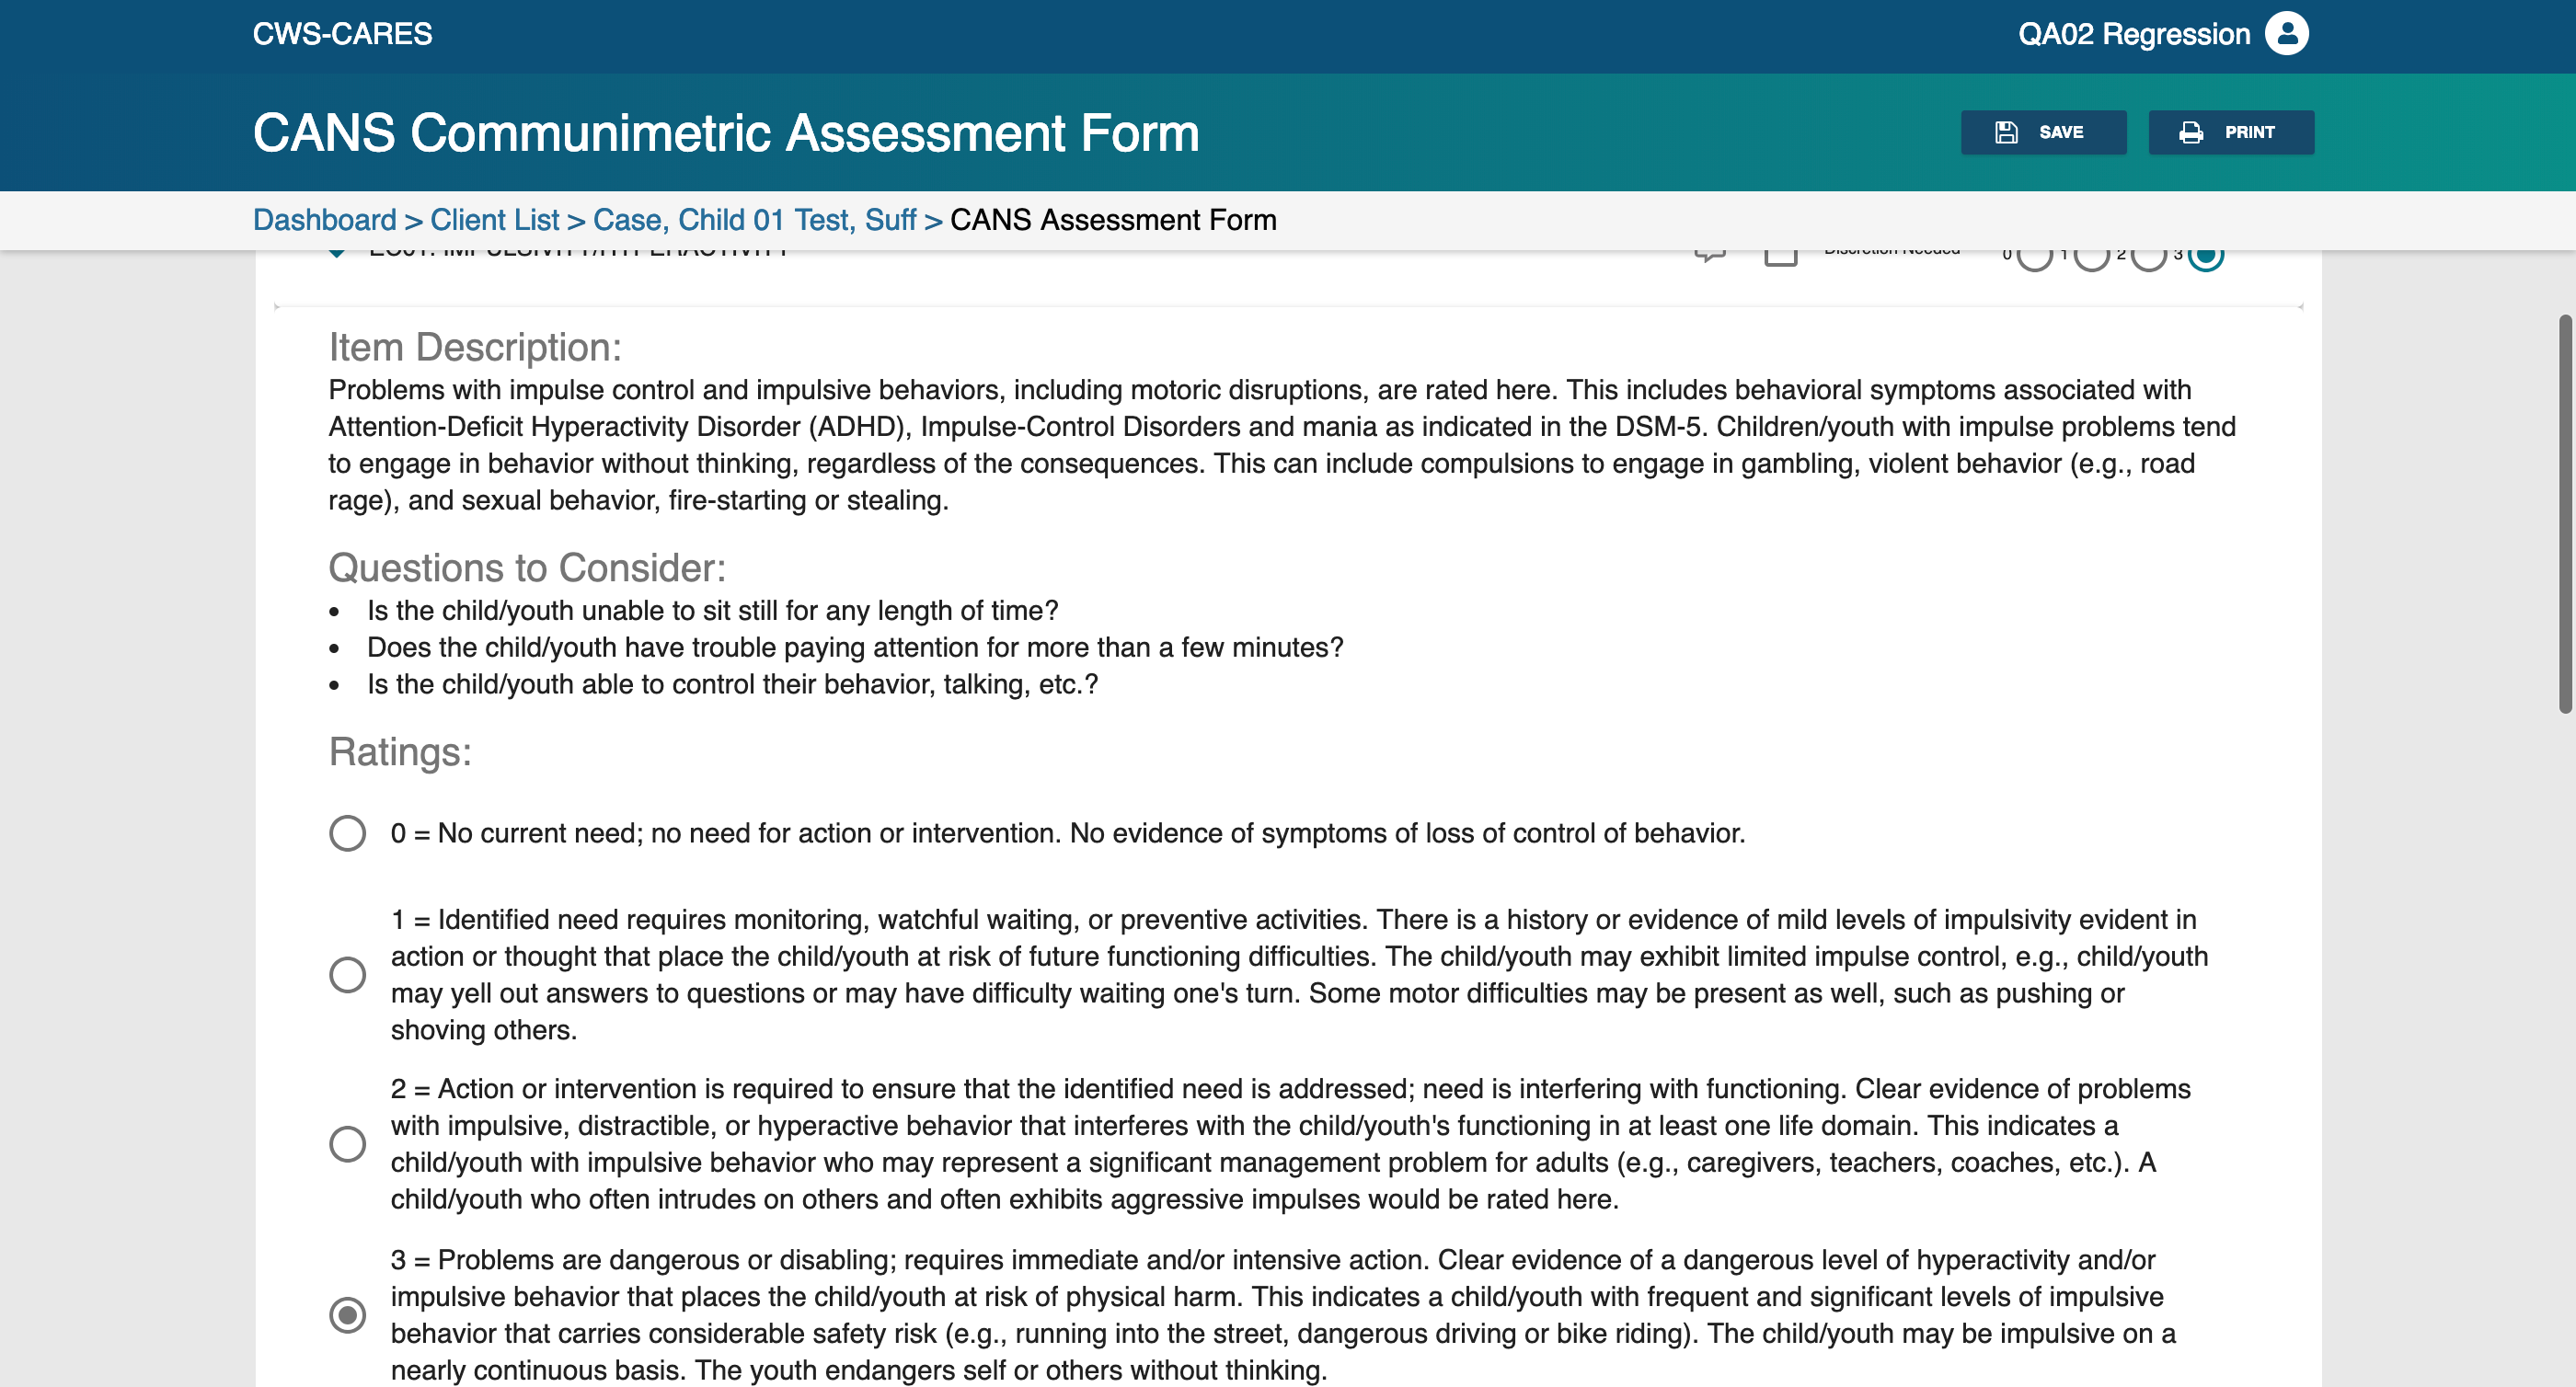 CWS-CARES
QA02 Regression
CANS Communimetric Assessment Form
SAVE
PRINT
Dashboard > Client List > Case, Child 01 Test, Suff > CANS Assessment Form
EC01: IMPULSIVITY/HYPERACTIVITY
Discretion Needed
0 1 2 3
Item Description:
Problems with impulse control and impulsive behaviors, including motoric disruptions, are rated here. This includes behavioral symptoms associated with
Attention-Deficit Hyperactivity Disorder (ADHD), Impulse-Control Disorders and mania as indicated in the DSM-5. Children/youth with impulse problems tend
to engage in behavior without thinking, regardless of the consequences. This can include compulsions to engage in gambling, violent behavior (e.g., road
rage), and sexual behavior, fire-starting or stealing.
Questions to Consider:
• Is the child/youth unable to sit still for any length of time?
• Does the child/youth have trouble paying attention for more than a few minutes?
• Is the child/youth able to control their behavior, talking, etc.?
Ratings:
0 = No current need; no need for action or intervention. No evidence of symptoms of loss of control of behavior.
1 = Identified need requires monitoring, watchful waiting, or preventive activities. There is a history or evidence of mild levels of impulsivity evident in
action or thought that place the child/youth at risk of future functioning difficulties. The child/youth may exhibit limited impulse control, e.g., child/youth
may yell out answers to questions or may have difficulty waiting one's turn. Some motor difficulties may be present as well, such as pushing or
shoving others.
2 = Action or intervention is required to ensure that the identified need is addressed; need is interfering with functioning. Clear evidence of problems
with impulsive, distractible, or hyperactive behavior that interferes with the child/youth's functioning in at least one life domain. This indicates a
child/youth with impulsive behavior who may represent a significant management problem for adults (e.g., caregivers, teachers, coaches, etc.). A
child/youth who often intrudes on others and often exhibits aggressive impulses would be rated here.
3 = Problems are dangerous or disabling; requires immediate and/or intensive action. Clear evidence of a dangerous level of hyperactivity and/or
impulsive behavior that places the child/youth at risk of physical harm. This indicates a child/youth with frequent and significant levels of impulsive
behavior that carries considerable safety risk (e.g., running into the street, dangerous driving or bike riding). The child/youth may be impulsive on a
nearly continuous basis. The youth endangers self or others without thinking.